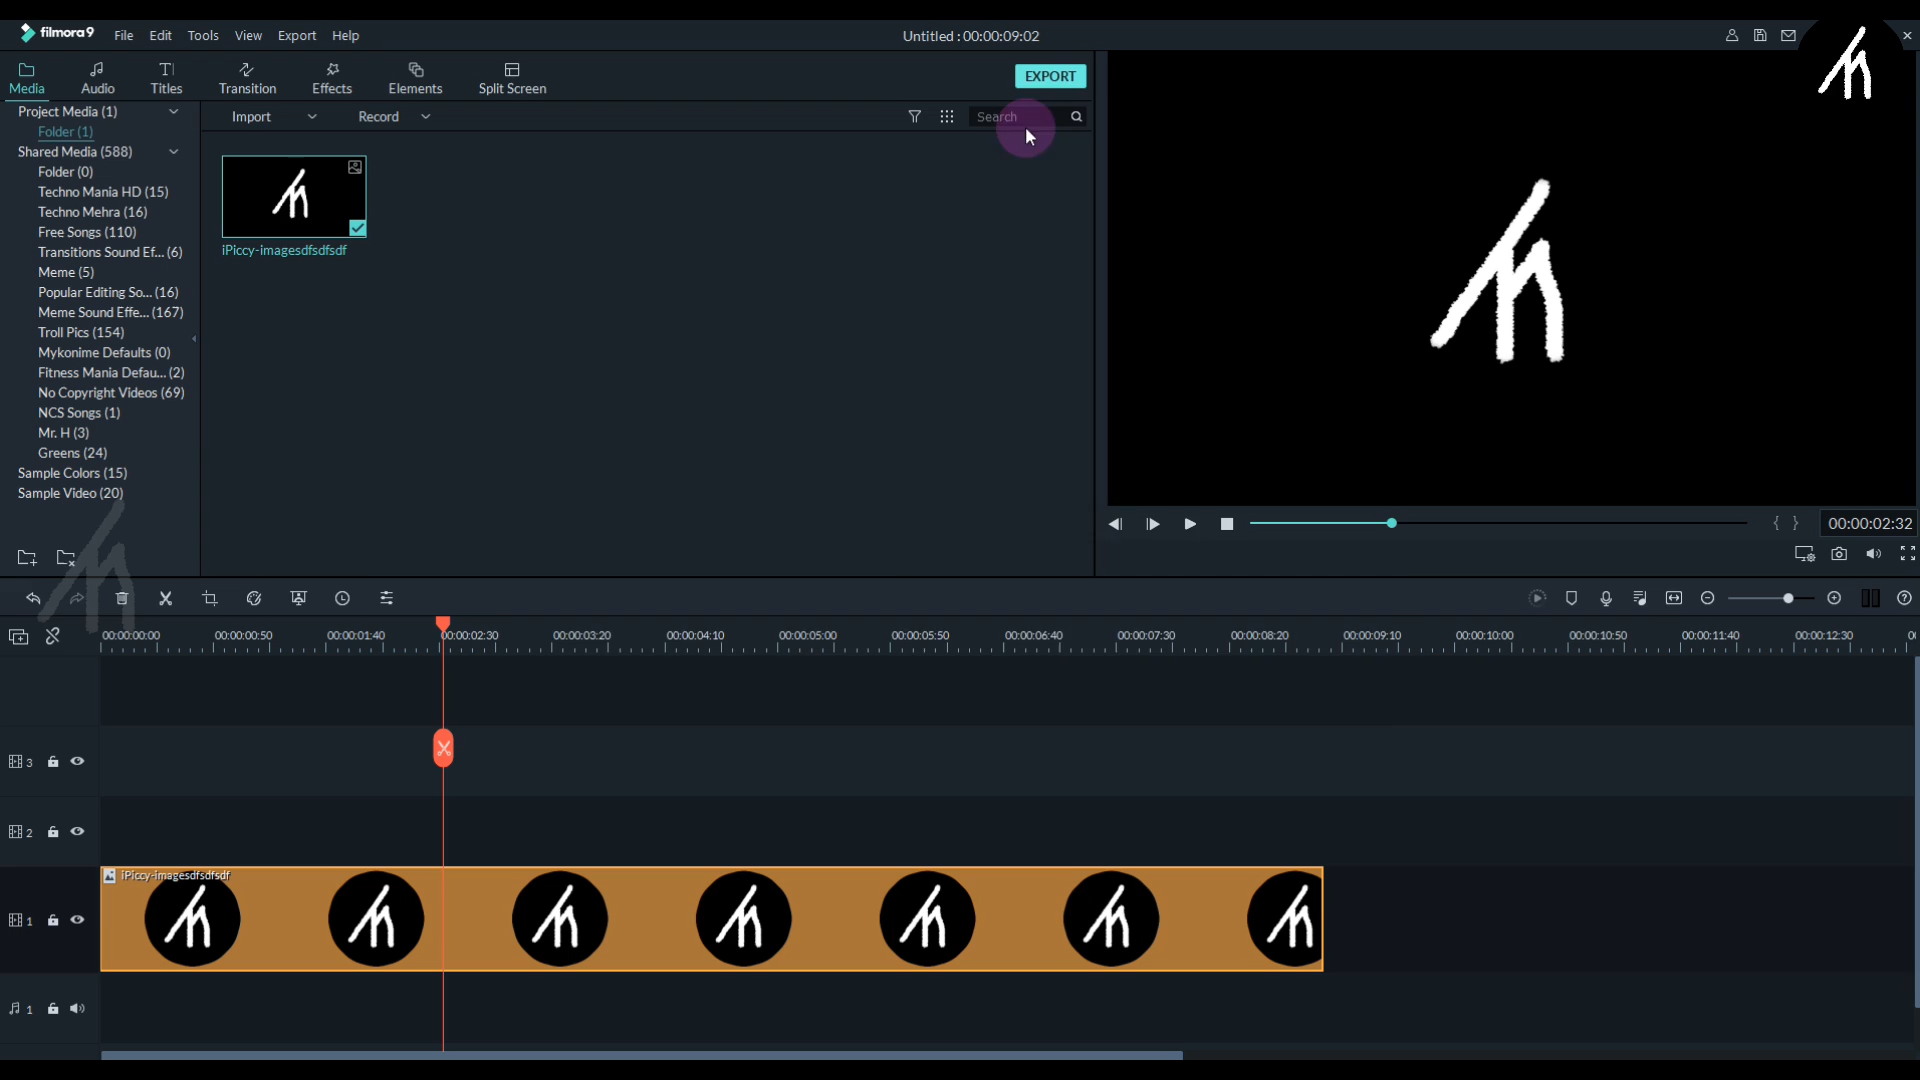 filmora9 File Edit Tools View Export Help Untitled : 00:00:09:02
Media Audio Titles Transition Effects Elements Split Screen EXPORT
Project Media (1)
Folder (1)
Shared Media (588)
Folder (0)
Techno Mania HD (15)
Techno Mehra (16)
Free Songs (110)
Transitions Sound Ef... (6)
Meme (5)
Popular Editing So... (16)
Meme Sound Effe... (167)
Troll Pics (154)
Mykonime Defaults (0)
Fitness Mania Defau... (2)
No Copyright Videos (69)
NCS Songs (1)
Mr. H (3)
Greens (24)
Sample Colors (15)
Sample Video (20)
Import Record Search
iPiccy-imagesdfsdfsdf
00:00:02:32
00:00:00:00 00:00:00:50 00:00:01:40 00:00:02:30 00:00:03:20 00:00:04:10 00:00:05:00 00:00:05:50 00:00:06:40 00:00:07:30 00:00:08:20 00:00:09:10 00:00:10:00 00:00:10:50 00:00:11:40 00:00:12:30
3
2
iPiccy-imagesdfsdfsdf
1
1